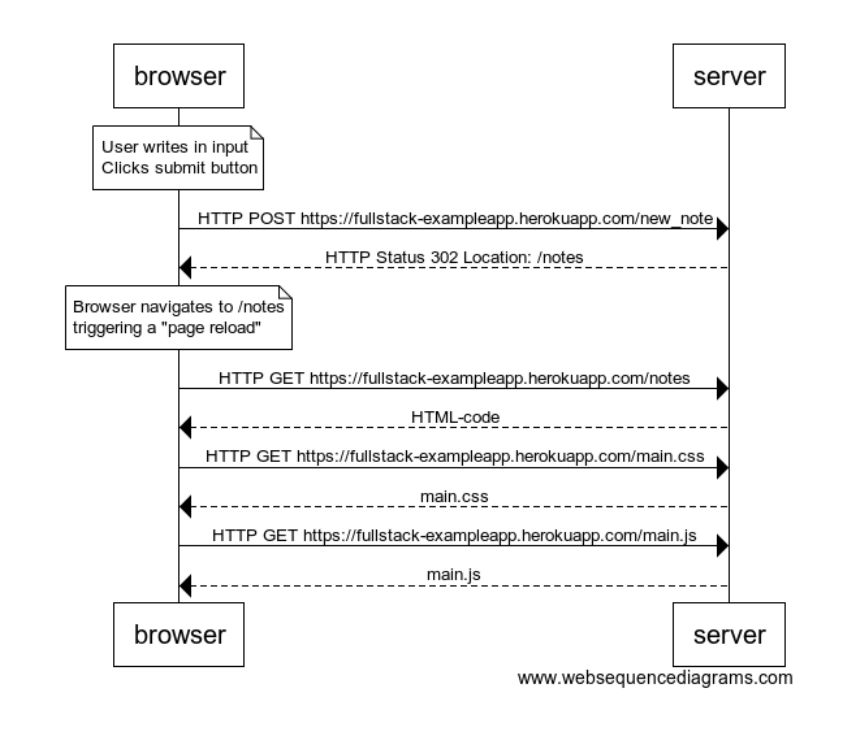 browser
server
User writes in input
Clicks submit button
HTTP POST https://fullstack-exampleapp.herokuapp.com/new_note
HTTP Status 302 Location: /notes
Browser navigates to /notes
triggering a "page reload"
HTTP GET https://fullstack-exampleapp.herokuapp.com/notes
HTML-code
HTTP GET https://fullstack-exampleapp.herokuapp.com/main.css
main.css
HTTP GET https://fullstack-exampleapp.herokuapp.com/main.js
main.js
browser
server
www.websequencediagrams.com